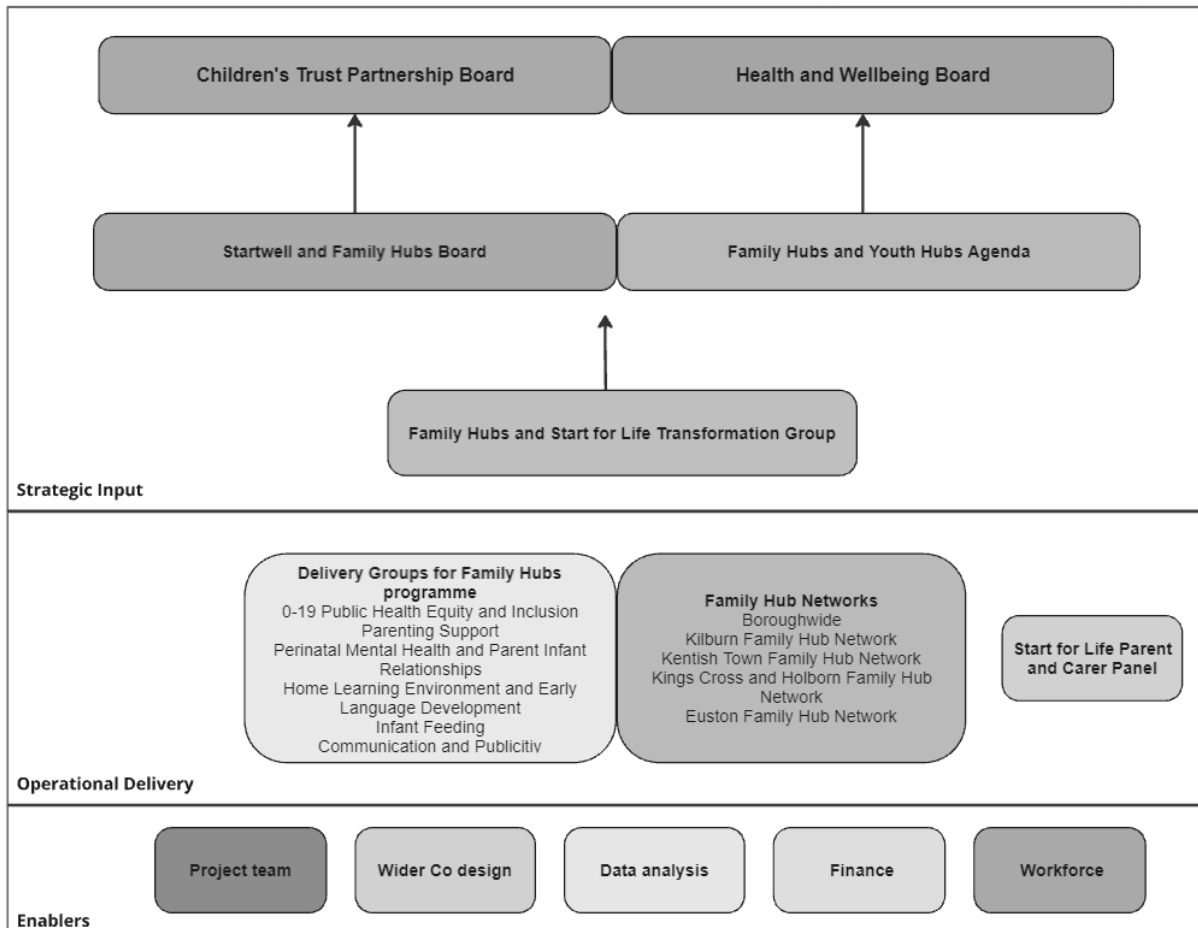 Children's Trust Partnership Board
Health and Wellbeing Board
Startwell and Family Hubs Board
Family Hubs and Youth Hubs Agenda
Family Hubs and Start for Life Transformation Group
Strategic Input
Delivery Groups for Family Hubs
programme
0-19 Public Health Equity and Inclusion
Parenting Support
Perinatal Mental Health and Parent Infant
Relationships
Home Learning Environment and Early
Language Development
Infant Feeding
Communication and Publicitiv
Family Hub Networks
Boroughwide
Kilburn Family Hub Network
Kentish Town Family Hub Network
Kings Cross and Holborn Family Hub
Network
Euston Family Hub Network
Start for Life Parent
and Carer Panel
Operational Delivery
Project team
Wider Co design
Data analysis
Finance
Workforce
Enablers